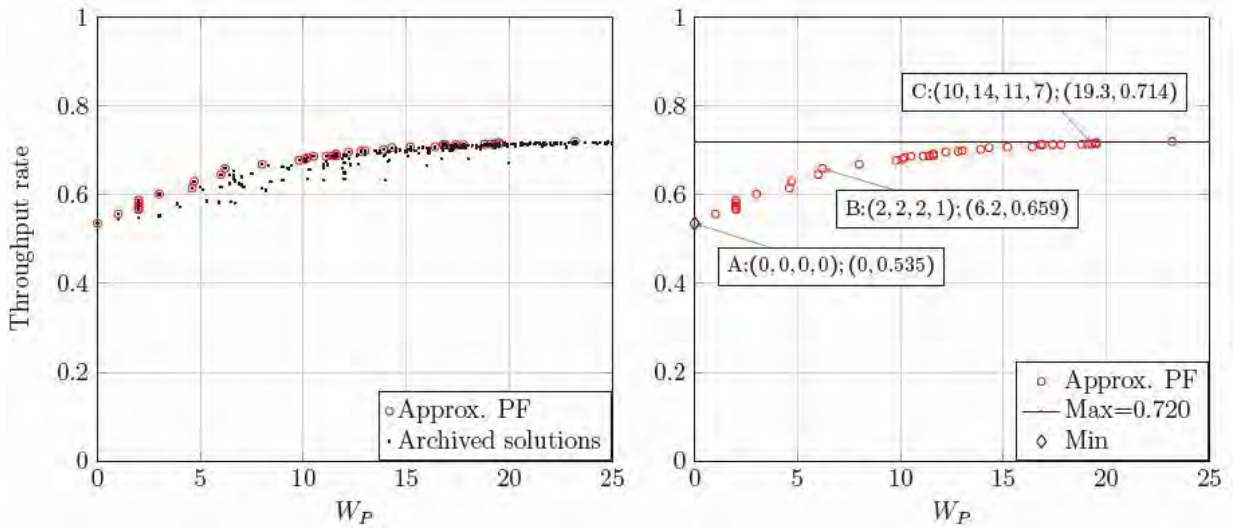 1
0.8
0.6
0.4
0.2
0
0
5
10
15
20
25
Throughput rate
W_P
Approx. PF
Archived solutions
1
0.8
0.6
0.4
0.2
0
0
5
10
15
20
25
W_P
C:(10, 14, 11, 7); (19.3, 0.714)
B:(2, 2, 2, 1); (6.2, 0.659)
A:(0, 0, 0, 0); (0, 0.535)
Approx. PF
Max=0.720
Min